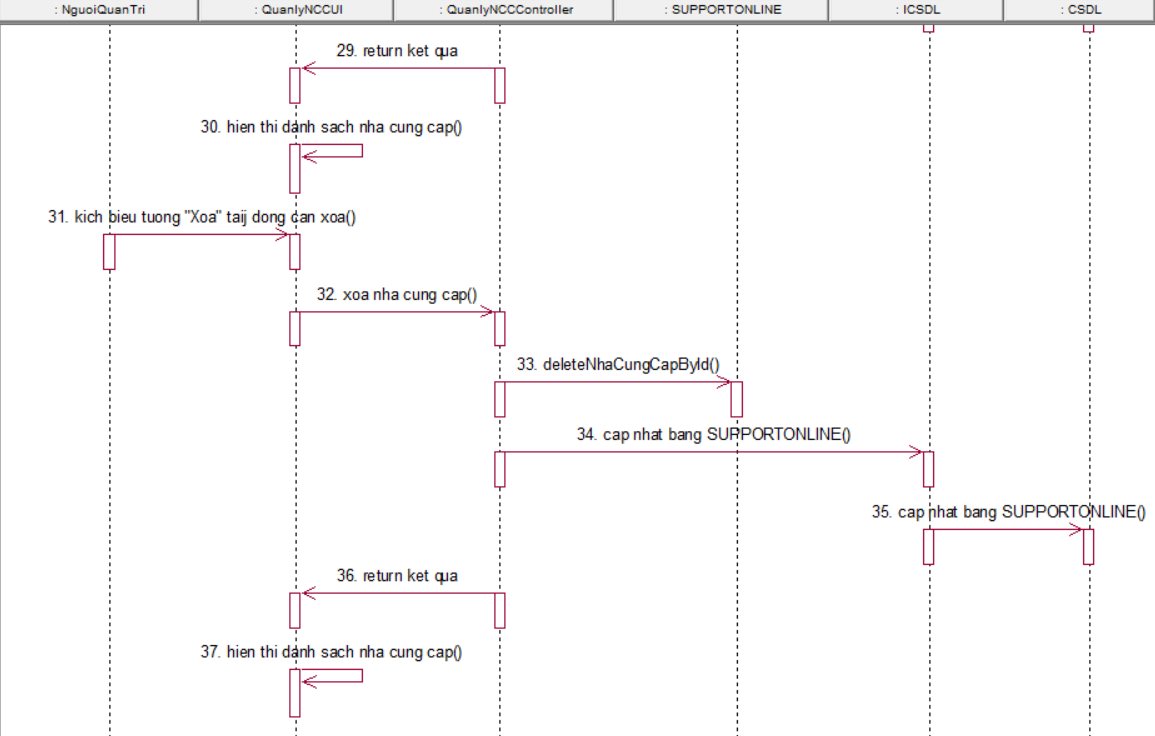 : NguoiQuanTri
: QuanlyNCCUI
: QuanlyNCCController
: SUPPORTONLINE
: ICSDL
: CSDL
29. return ket qua
30. hien thi danh sach nha cung cap()
31. kich bieu tuong "Xoa" taij dong can xoa()
32. xoa nha cung cap()
33. deleteNhaCungCapById()
34. cap nhat bang SUPPORTONLINE()
35. cap nhat bang SUPPORTONLINE()
36. return ket qua
37. hien thi danh sach nha cung cap()